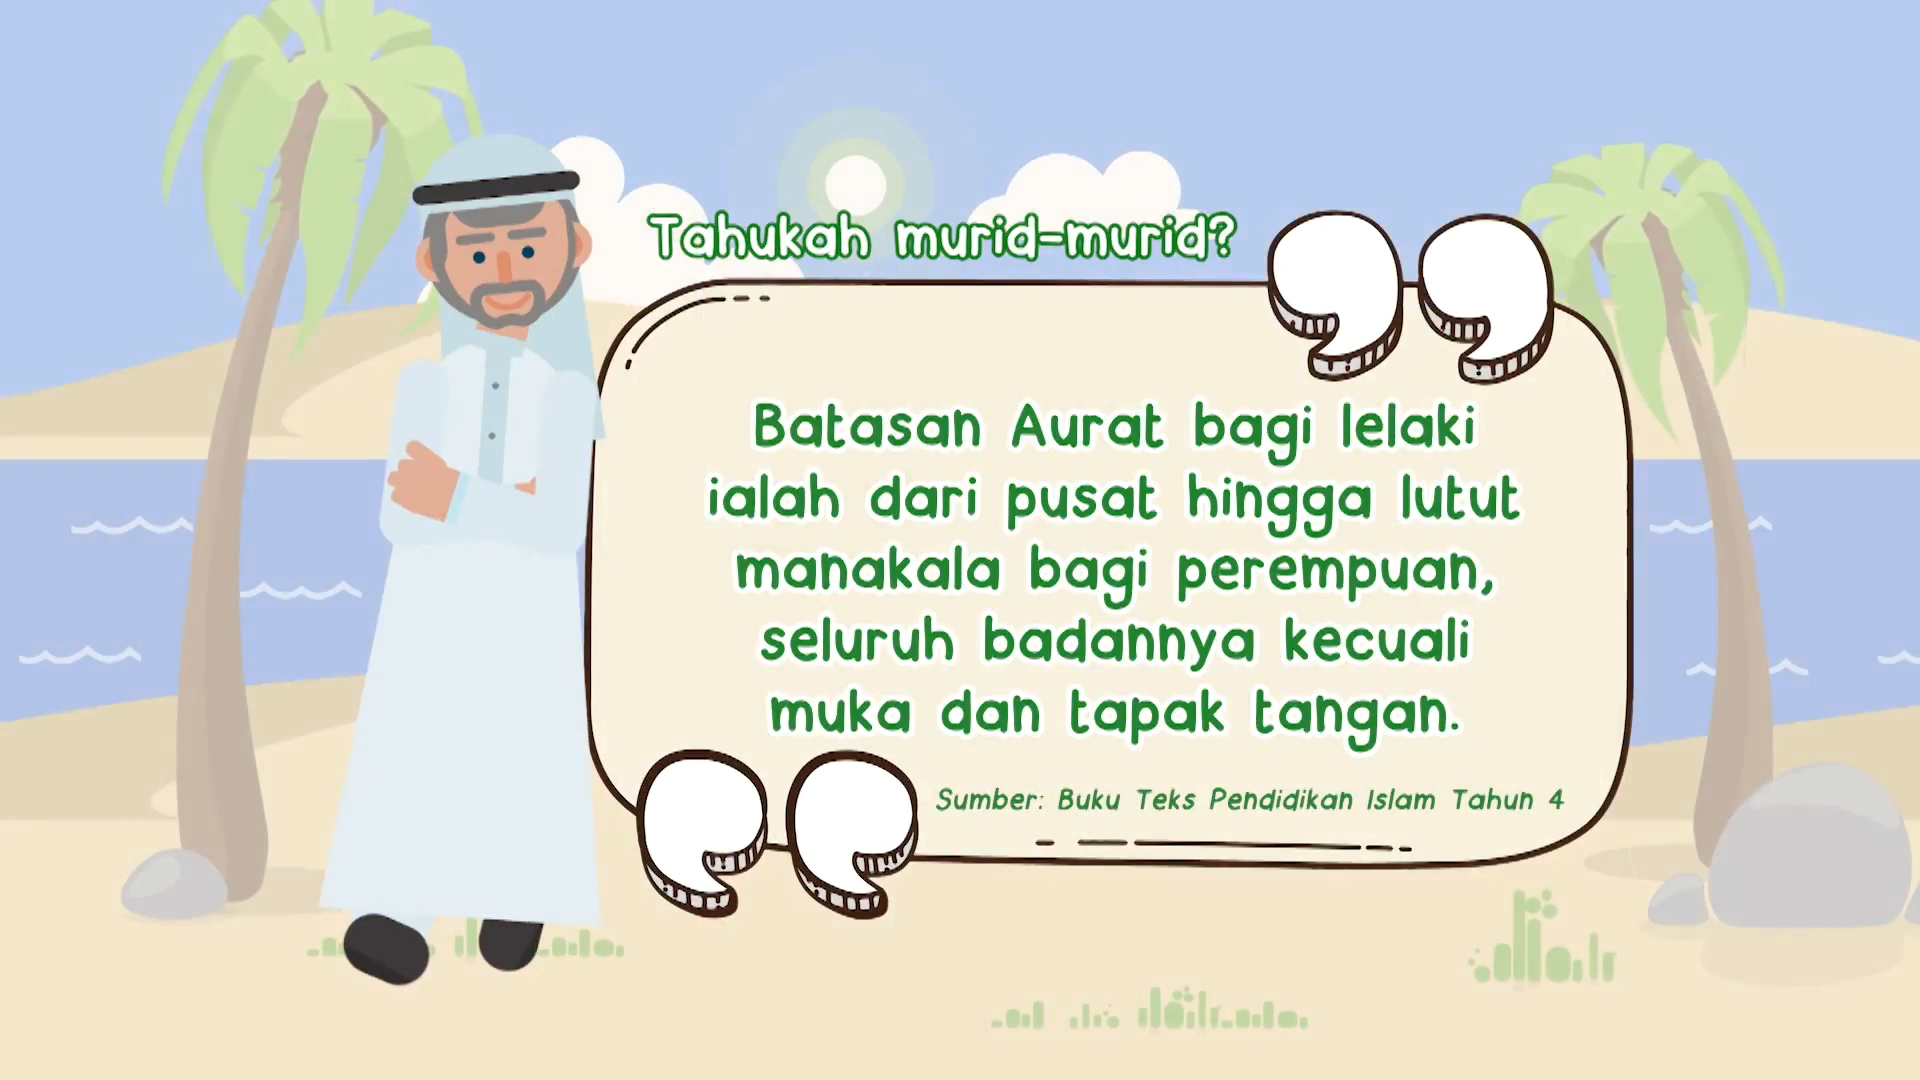 Tahukah murid-murid?
Batasan Aurat bagi lelaki
ialah dari pusat hingga lutut
manakala bagi perempuan,
seluruh badannya kecuali
muka dan tapak tangan.
Sumber: Buku Teks Pendidikan Islam Tahun 4